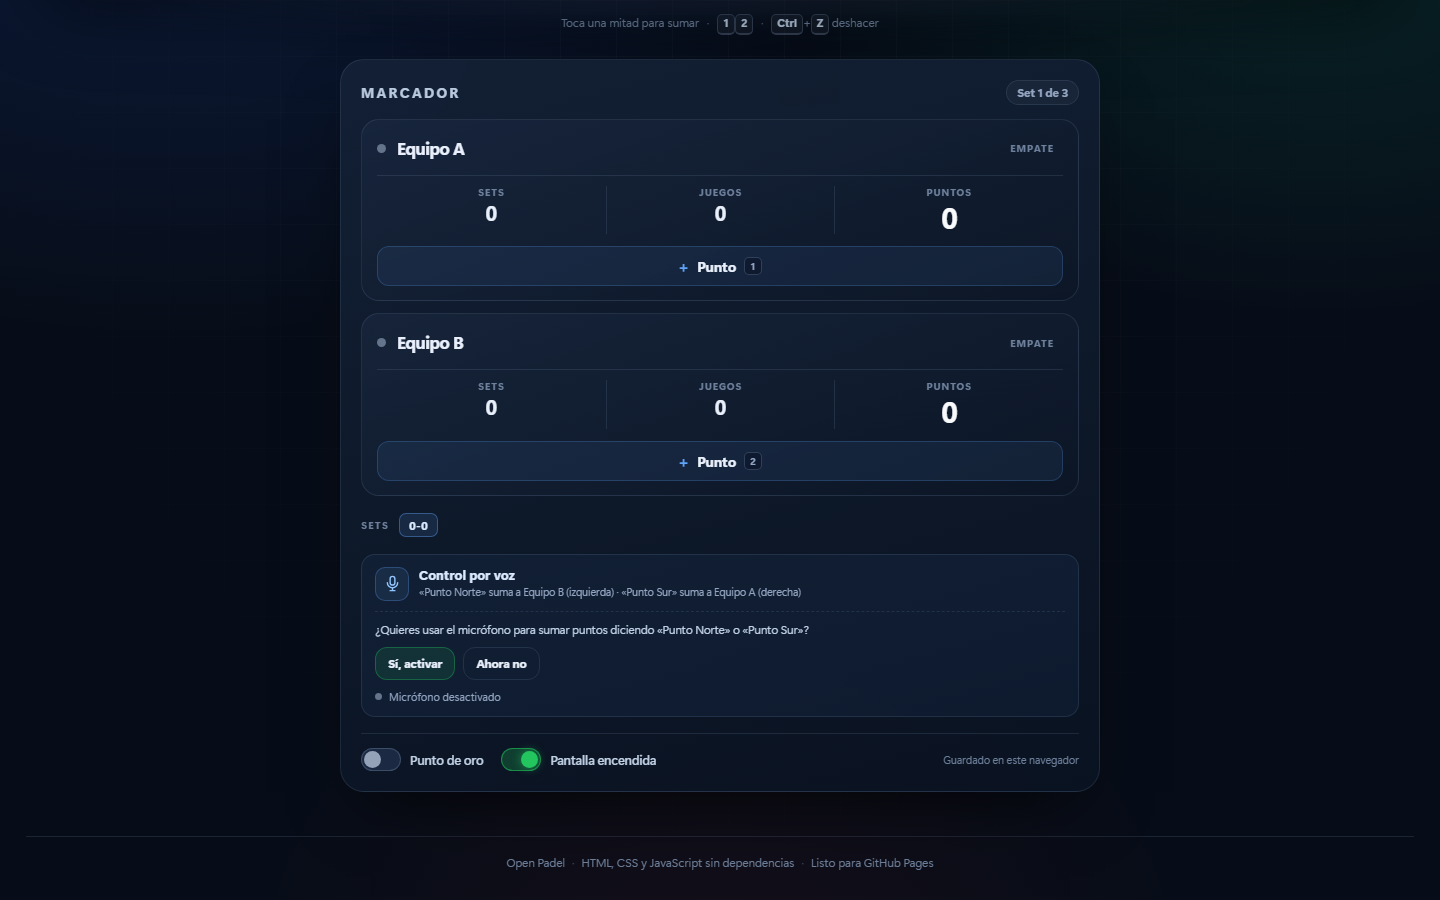 Toca una mitad para sumar · 1 2 · Ctrl + Z deshacer
MARCADOR
Set 1 de 3
Equipo A
EMPATE
SETS
0
JUEGOS
0
PUNTOS
0
+ Punto 1
Equipo B
EMPATE
SETS
0
JUEGOS
0
PUNTOS
0
+ Punto 2
SETS 0-0
Control por voz
«Punto Norte» suma a Equipo B (izquierda) · «Punto Sur» suma a Equipo A (derecha)
¿Quieres usar el micrófono para sumar puntos diciendo «Punto Norte» o «Punto Sur»?
Sí, activar
Ahora no
Micrófono desactivado
Punto de oro
Pantalla encendida
Guardado en este navegador
Open Padel · HTML, CSS y JavaScript sin dependencias · Listo para GitHub Pages